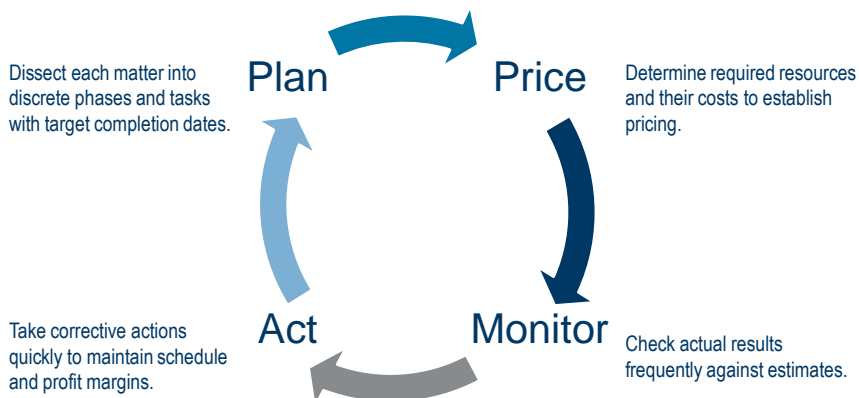 Plan
Dissect each matter into
discrete phases and tasks
with target completion dates.
Price
Determine required resources
and their costs to establish
pricing.
Act
Take corrective actions
quickly to maintain schedule
and profit margins.
Monitor
Check actual results
frequently against estimates.